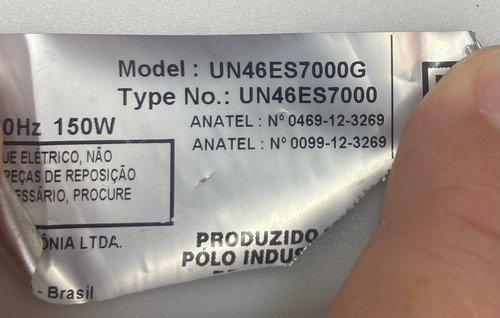 Model : UN46ES7000G
Type No.: UN46ES7000
0Hz 150W
ANATEL : Nº 0469-12-3269
ANATEL : Nº 0099-12-3269
UE ELÉTRICO, NÃO
PEÇAS DE REPOSIÇÃO
ESSÁRIO, PROCURE
ÔNIA LTDA.
PRODUZIDO
PÓLO INDUS
- Brasil